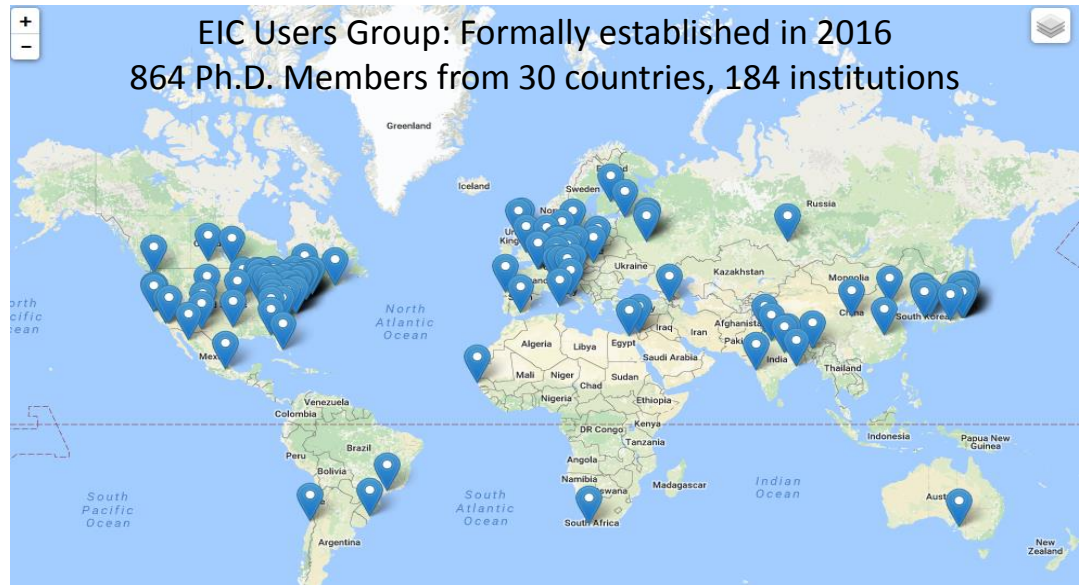 +
−
EIC Users Group: Formally established in 2016
864 Ph.D. Members from 30 countries, 184 institutions
Greenland
Iceland
Sweden
Russia
Ukraine
Kazakhstan
Mongolia
North
Atlantic
Ocean
China
South Korea
Afghanistan
Iraq
Iran
Algeria
Libya
Egypt
Saudi Arabia
India
Mali
Niger
Chad
Sudan
Thailand
Nigeria
Ethiopia
Venezuela
Colombia
DR Congo
Kenya
Tanzania
Indonesia
Papua New
Guinea
Peru
Brazil
Bolivia
Angola
Namibia
Madagascar
South
Pacific
Ocean
South
Atlantic
Ocean
Indian
Ocean
South Africa
Argentina
New
Zealand